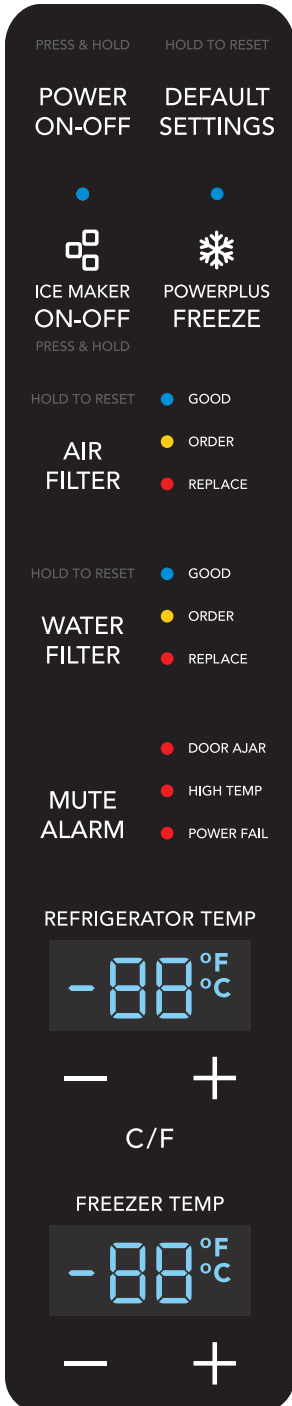 PRESS & HOLD
HOLD TO RESET
POWER
ON-OFF
DEFAULT
SETTINGS
ICE MAKER
ON-OFF
PRESS & HOLD
POWERPLUS
FREEZE
HOLD TO RESET
AIR
FILTER
GOOD
ORDER
REPLACE
HOLD TO RESET
WATER
FILTER
GOOD
ORDER
REPLACE
MUTE
ALARM
DOOR AJAR
HIGH TEMP
POWER FAIL
REFRIGERATOR TEMP
-88 °F
°C
— +
C/F
FREEZER TEMP
-88 °F
°C
— +